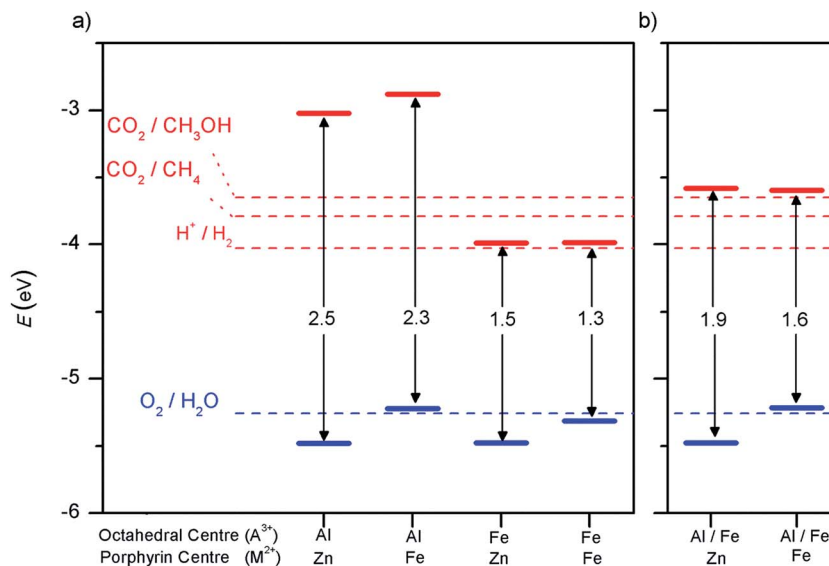 a)
b)
E (eV)
-3
-4
-5
-6
CO₂ / CH₃OH
CO₂ / CH₄
H⁺ / H₂
O₂ / H₂O
2.5
2.3
1.5
1.3
1.9
1.6
Octahedral Centre (A³⁺) Al Al Fe Fe Al / Fe Al / Fe
Porphyrin Centre (M²⁺) Zn Fe Zn Fe Zn Fe